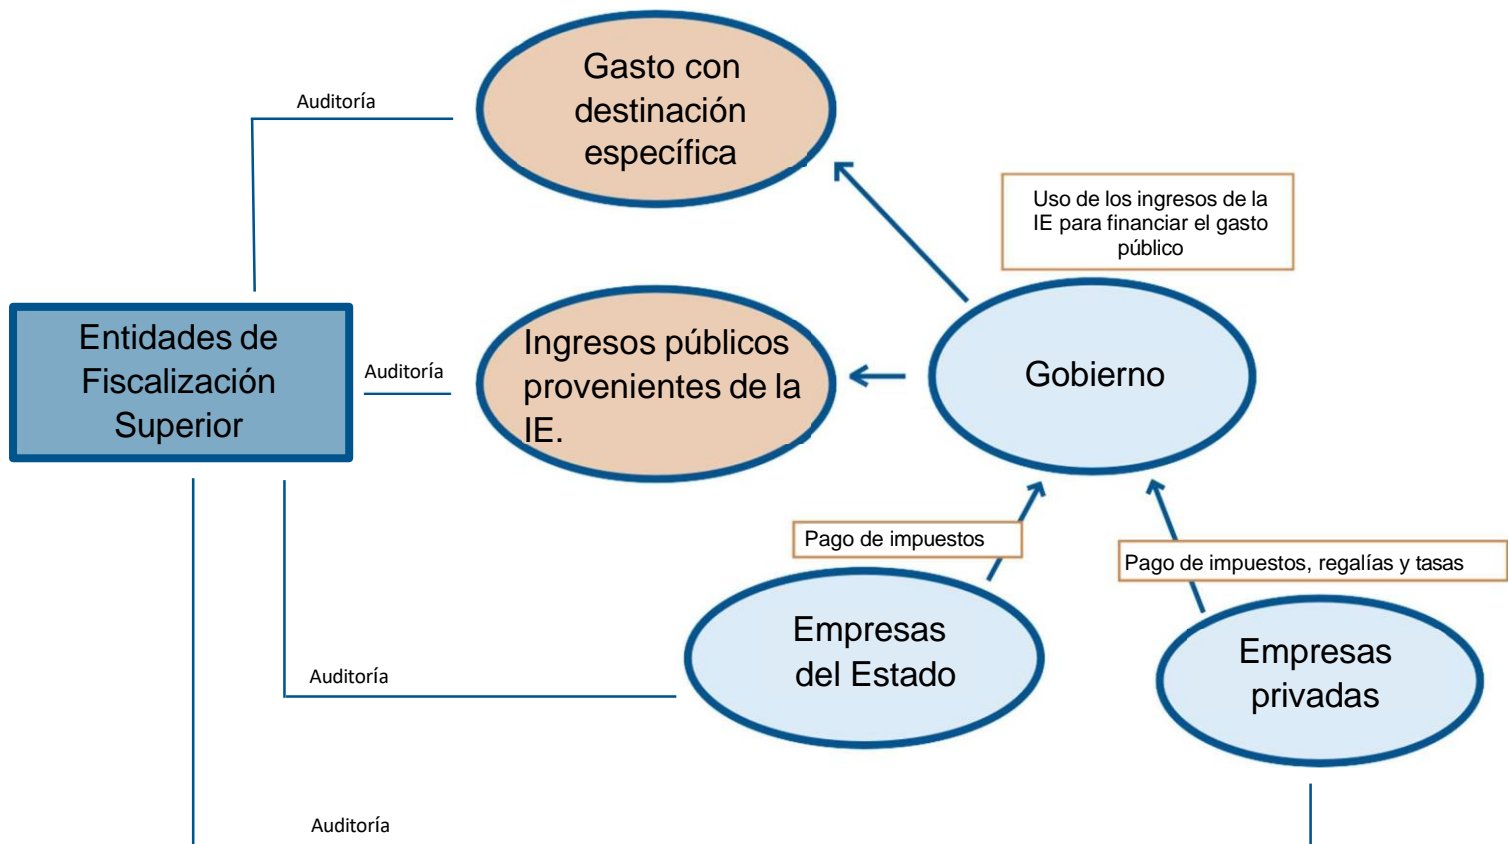 Gasto con
destinación
específica
Auditoría
Uso de los ingresos de la
IE para financiar el gasto
público
Entidades de
Fiscalización
Superior
Auditoría
Ingresos públicos
provenientes de la
IE.
Gobierno
Pago de impuestos
Pago de impuestos, regalías y tasas
Empresas
del Estado
Empresas
privadas
Auditoría
Auditoría